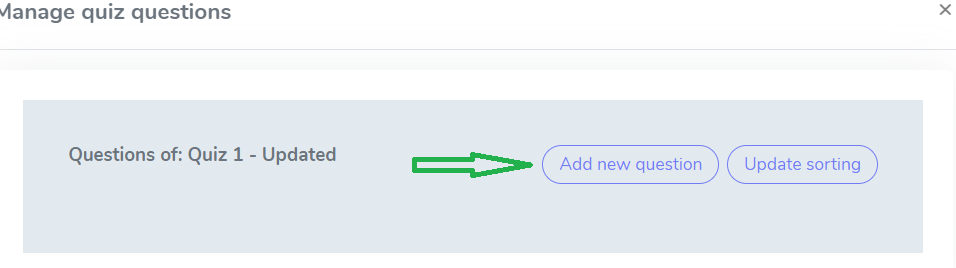 Manage quiz questions ×
Questions of: Quiz 1 - Updated
Add new question
Update sorting